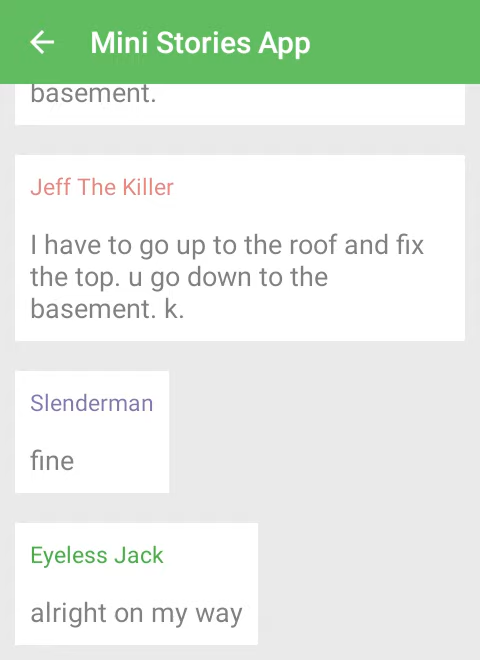 Mini Stories App
basement.
Jeff The Killer
I have to go up to the roof and fix
the top. u go down to the
basement. k.
Slenderman
fine
Eyeless Jack
alright on my way